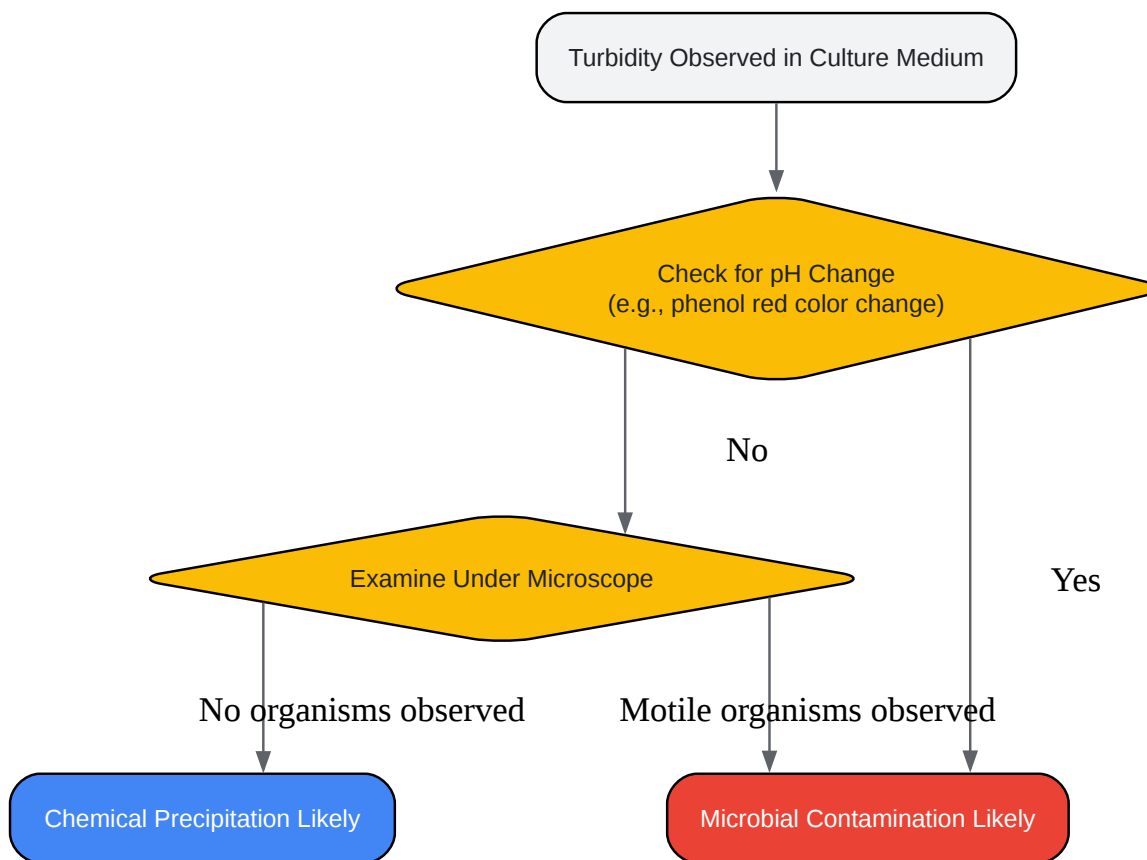 Turbidity Observed in Culture Medium
Check for pH Change
(e.g., phenol red color change)
No
Examine Under Microscope
Yes
No organisms observed
Motile organisms observed
Chemical Precipitation Likely
Microbial Contamination Likely